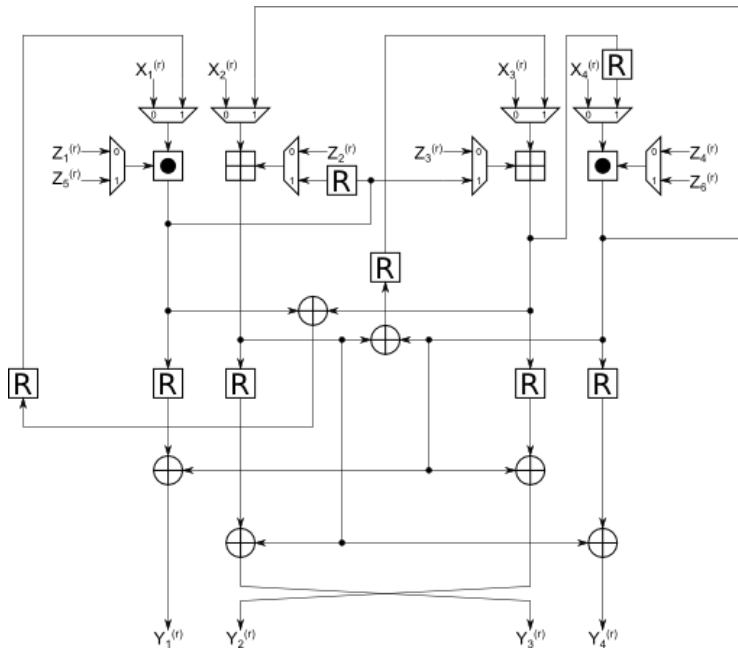 R
X1(r) X2(r) X3(r) X4(r)
0 1 0 1 0 1 0 1
Z1(r) 0 0 Z2(r) Z3(r) 0 0 Z4(r)
Z5(r) 1 1 R 1 1 Z6(r)
R
R R R R R
Y1(r) Y2(r) Y3(r) Y4(r)